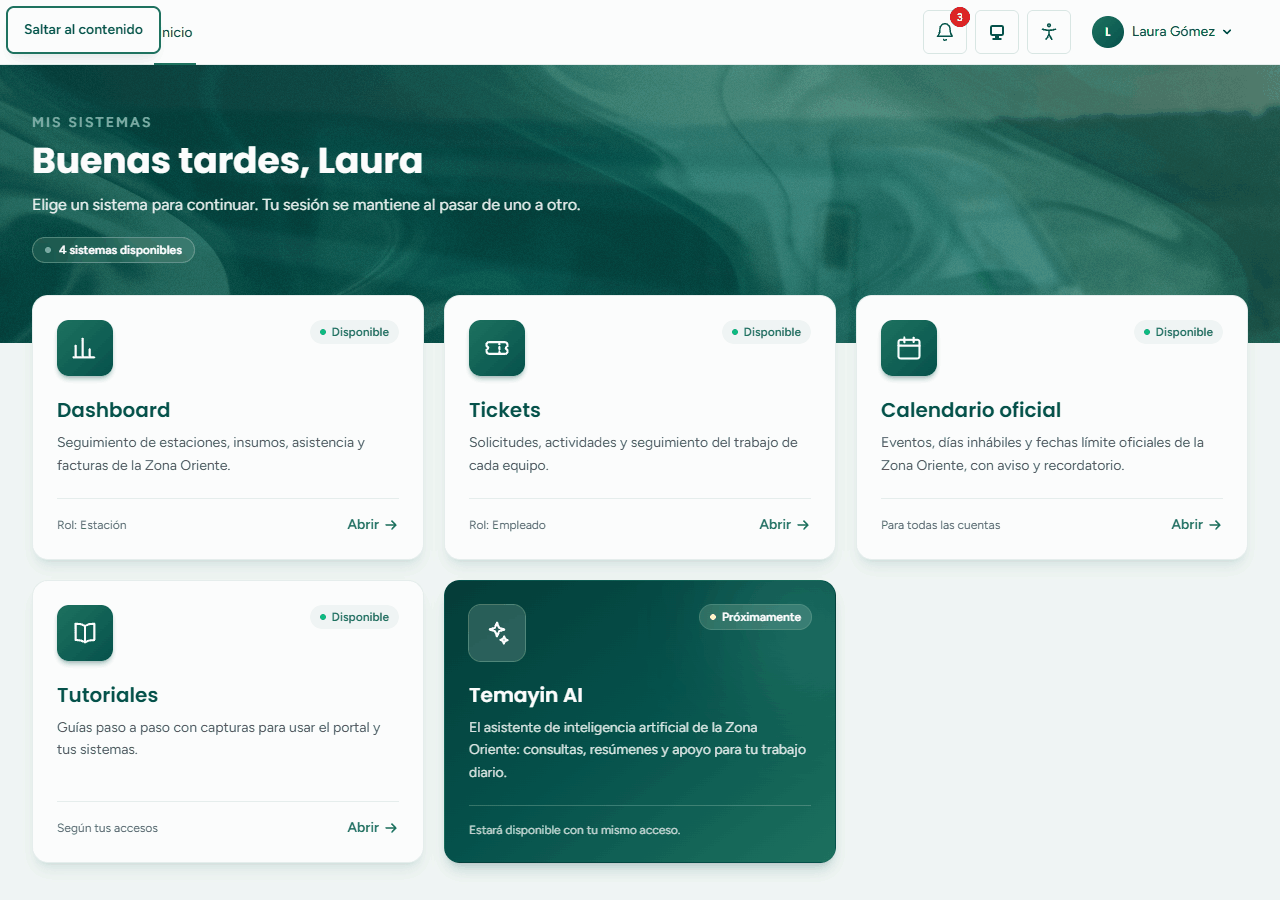 Saltar al contenido
nicio
3
L
Laura Gómez
MIS SISTEMAS
Buenas tardes, Laura
Elige un sistema para continuar. Tu sesión se mantiene al pasar de uno a otro.
4 sistemas disponibles
Disponible
Dashboard
Seguimiento de estaciones, insumos, asistencia y
facturas de la Zona Oriente.
Rol: Estación
Abrir
Disponible
Tickets
Solicitudes, actividades y seguimiento del trabajo de
cada equipo.
Rol: Empleado
Abrir
Disponible
Calendario oficial
Eventos, días inhábiles y fechas límite oficiales de la
Zona Oriente, con aviso y recordatorio.
Para todas las cuentas
Abrir
Disponible
Tutoriales
Guías paso a paso con capturas para usar el portal y
tus sistemas.
Según tus accesos
Abrir
Próximamente
Temayin AI
El asistente de inteligencia artificial de la Zona
Oriente: consultas, resúmenes y apoyo para tu trabajo
diario.
Estará disponible con tu mismo acceso.